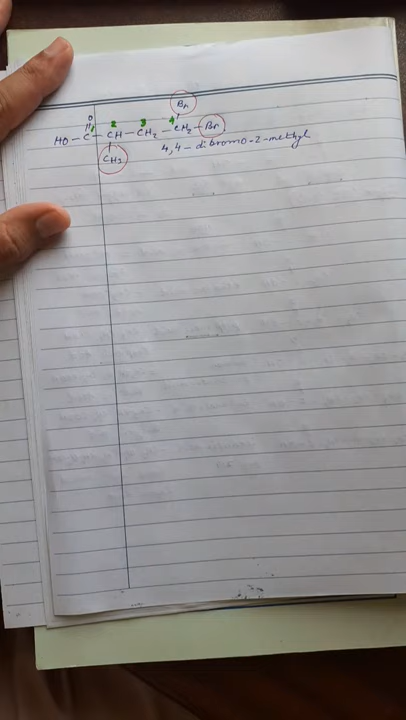 Br
O
1 2 3 4
HO - C - CH - CH2 - CH2 - Br
CH3
4,4 - dibromo-2-methyl